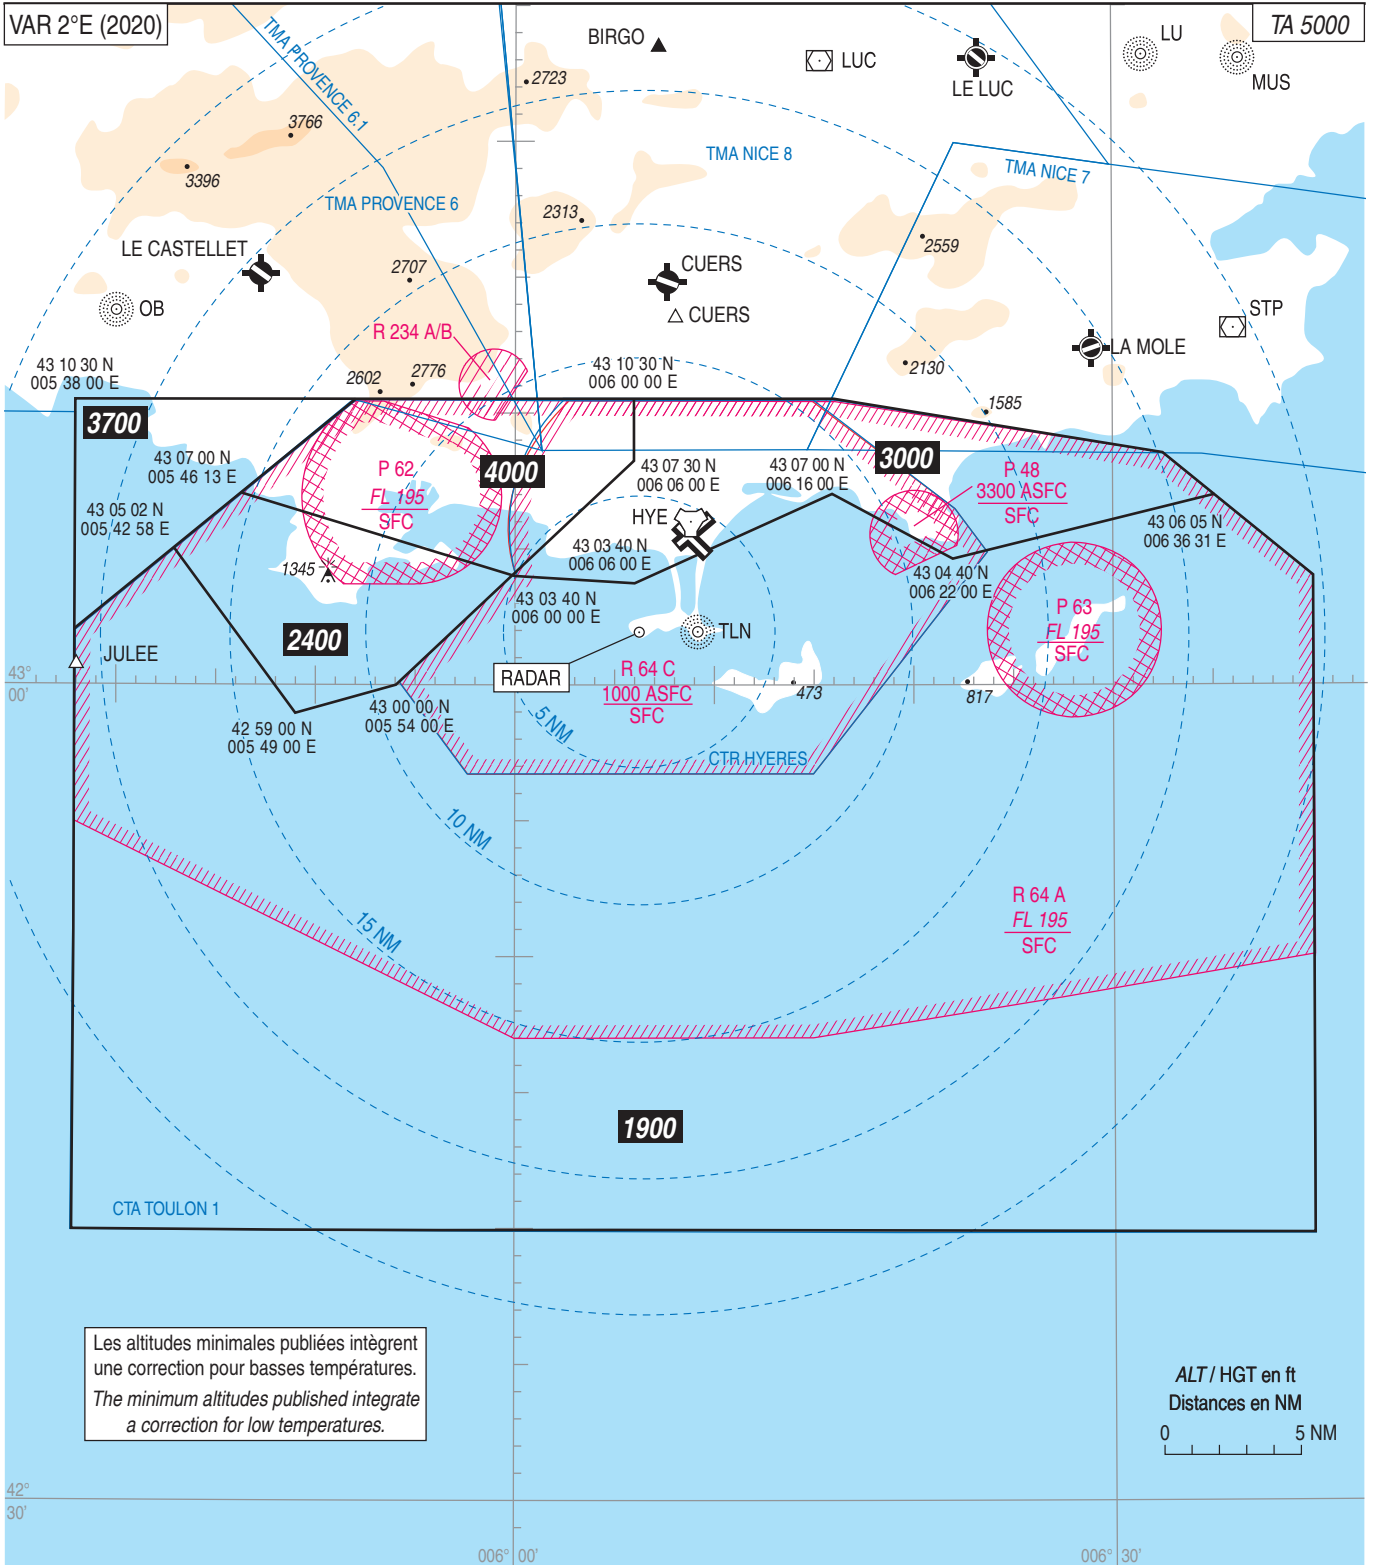 VAR 2°E (2020)
TA 5000
TMA PROVENCE 6.1
BIRGO
LUC
LE LUC
LU
MUS
2723
3766
3396
TMA NICE 8
TMA NICE 7
TMA PROVENCE 6
2313
2559
LE CASTELLET
2707
CUERS
CUERS
OB
STP
R 234 A/B
LA MOLE
2130
43 10 30 N
005 38 00 E
2602
2776
43 10 30 N
006 00 00 E
1585
3700
4000
3000
43 07 00 N
005 46 13 E
P 62
FL 195
SFC
43 07 30 N
006 06 00 E
43 07 00 N
006 16 00 E
P 48
3300 ASFC
SFC
43 05 02 N
005 42 58 E
HYE
43 06 05 N
006 36 31 E
1345
43 03 40 N
006 06 00 E
43 04 40 N
006 22 00 E
43 03 40 N
006 00 00 E
P 63
FL 195
SFC
2400
TLN
JULEE
RADAR
R 64 C
1000 ASFC
SFC
43°
00'
473
817
42 59 00 N
005 49 00 E
43 00 00 N
005 54 00 E
5 NM
CTR HYERES
10 NM
15 NM
R 64 A
FL 195
SFC
1900
CTA TOULON 1
Les altitudes minimales publiées intègrent
une correction pour basses températures.
The minimum altitudes published integrate
a correction for low temperatures.
ALT / HGT en ft
Distances en NM
0
5 NM
42°
30'
006° 00'
006° 30'